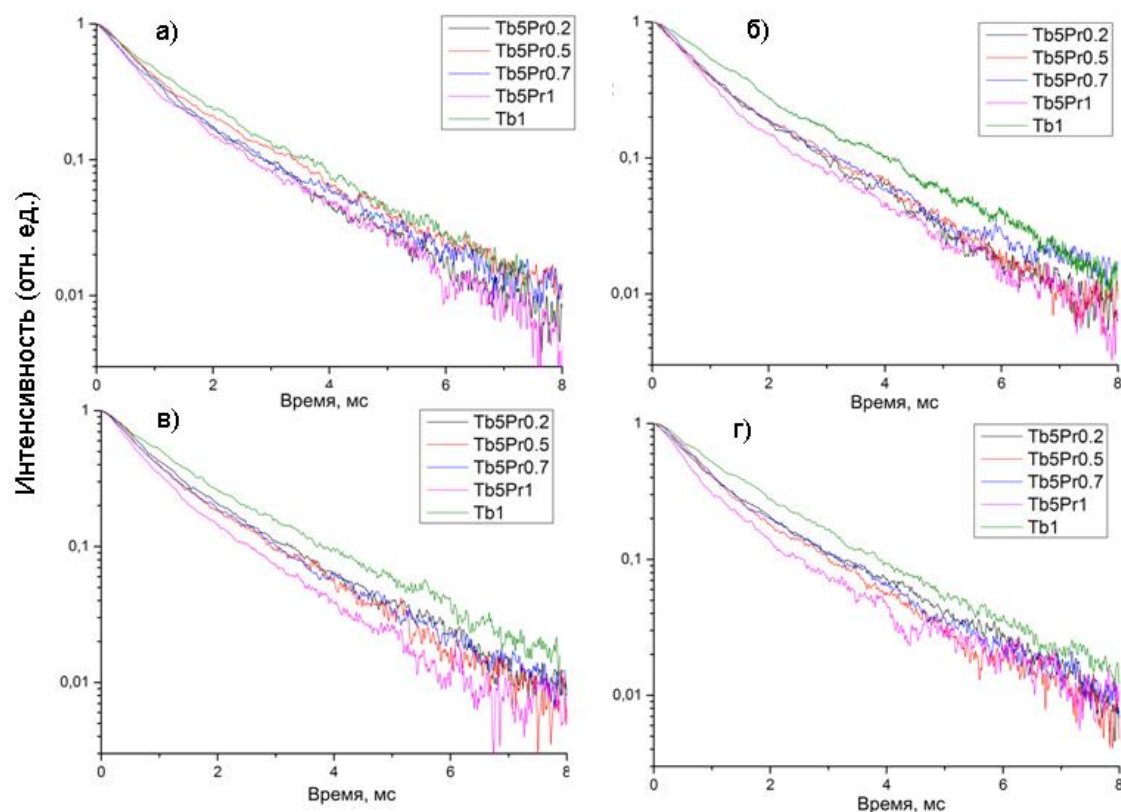 а)
Tb5Pr0.2
Tb5Pr0.5
Tb5Pr0.7
Tb5Pr1
Tb1
1
0,1
0,01
0
2
4
6
8
Время, мс
б)
Tb5Pr0.2
Tb5Pr0.5
Tb5Pr0.7
Tb5Pr1
Tb1
1
0,1
0,01
0
2
4
6
8
Время, мс
Интенсивность (отн. ед.)
в)
Tb5Pr0.2
Tb5Pr0.5
Tb5Pr0.7
Tb5Pr1
Tb1
1
0,1
0,01
0
2
4
6
8
Время, мс
г)
Tb5Pr0.2
Tb5Pr0.5
Tb5Pr0.7
Tb5Pr1
Tb1
1
0,1
0,01
0
2
4
6
8
Время, мс